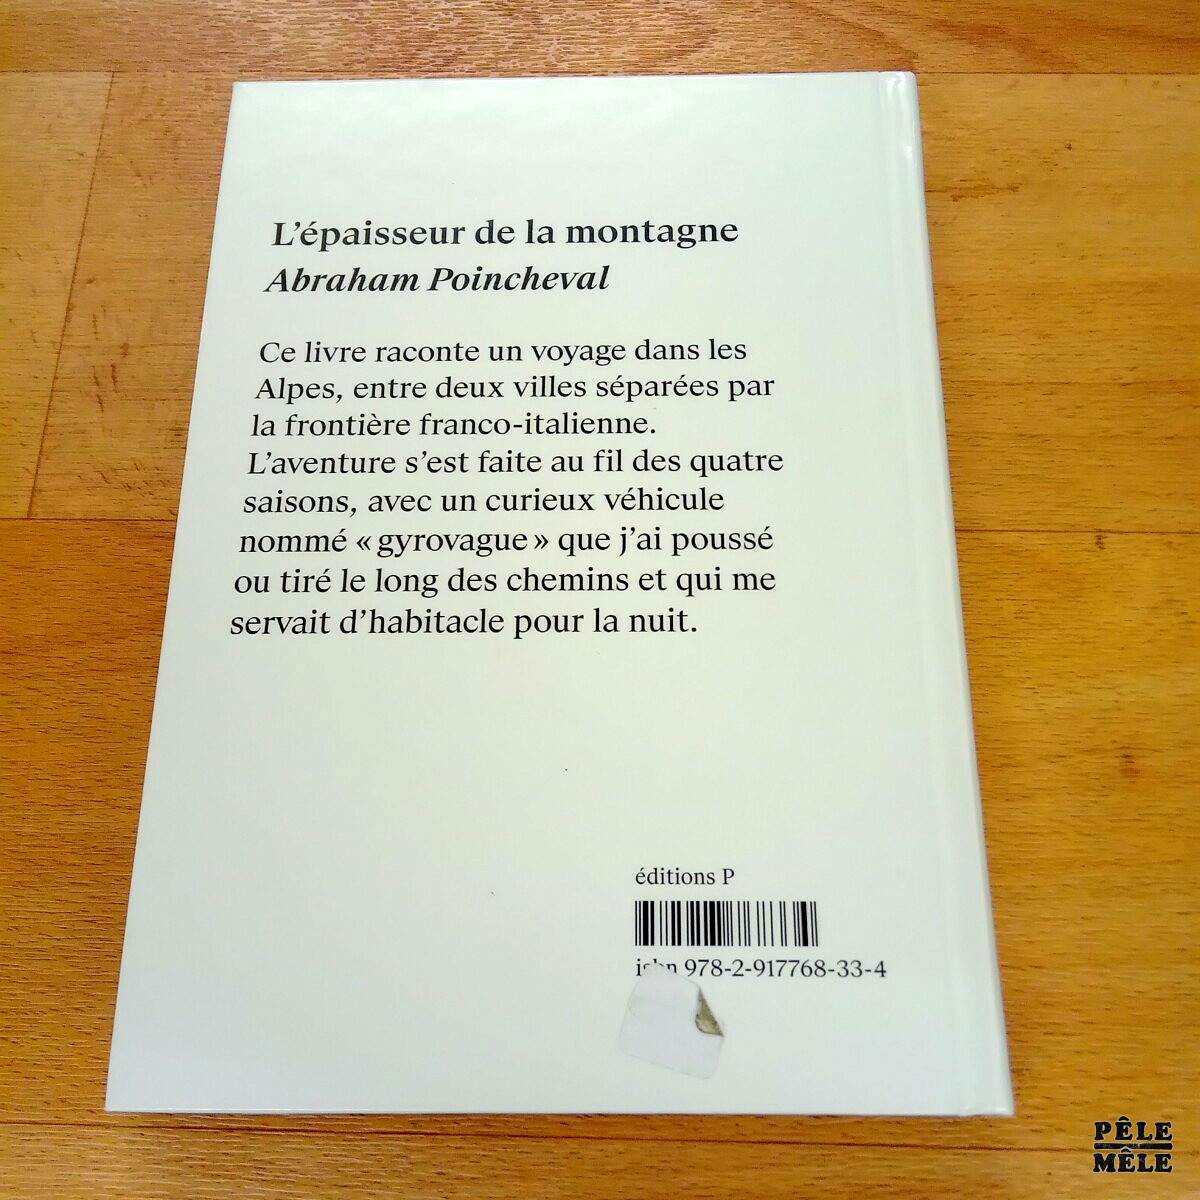 L'épaisseur de la montagne
Abraham Poincheval
Ce livre raconte un voyage dans les
Alpes, entre deux villes séparées par
la frontière franco-italienne.
L'aventure s'est faite au fil des quatre
saisons, avec un curieux véhicule
nommé « gyrovague » que j'ai poussé
ou tiré le long des chemins et qui me
servait d'habitacle pour la nuit.
éditions P
isbn 978-2-917768-33-4
PÊLE
MÊLE